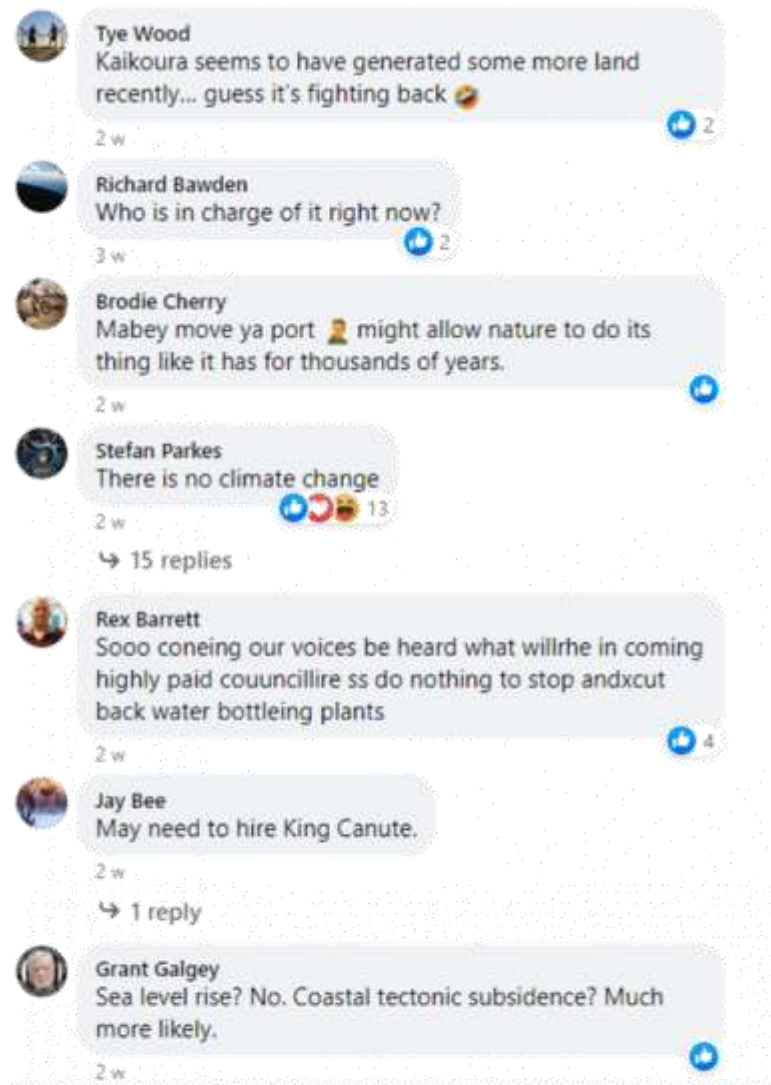 Tye Wood
Kaikoura seems to have generated some more land
recently... guess it's fighting back 🤣
2
2 w
Richard Bawden
Who is in charge of it right now?
2
3 w
Brodie Cherry
Mabey move ya port 🤦 might allow nature to do its
thing like it has for thousands of years.
2 w
Stefan Parkes
There is no climate change
13
2 w
15 replies
Rex Barrett
Sooo coneing our voices be heard what willrhe in coming
highly paid couuncillire ss do nothing to stop andxcut
back water bottleing plants
4
2 w
Jay Bee
May need to hire King Canute.
2 w
1 reply
Grant Galgey
Sea level rise? No. Coastal tectonic subsidence? Much
more likely.
2 w